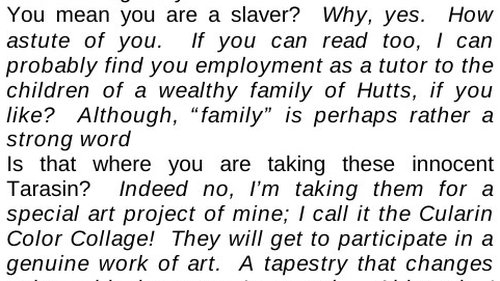 You mean you are a slaver? Why, yes. How
astute of you. If you can read too, I can
probably find you employment as a tutor to the
children of a wealthy family of Hutts, if you
like? Although, “family” is perhaps rather a
strong word
Is that where you are taking these innocent
Tarasin? Indeed no, I’m taking them for a
special art project of mine; I call it the Cularin
Color Collage! They will get to participate in a
genuine work of art. A tapestry that changes